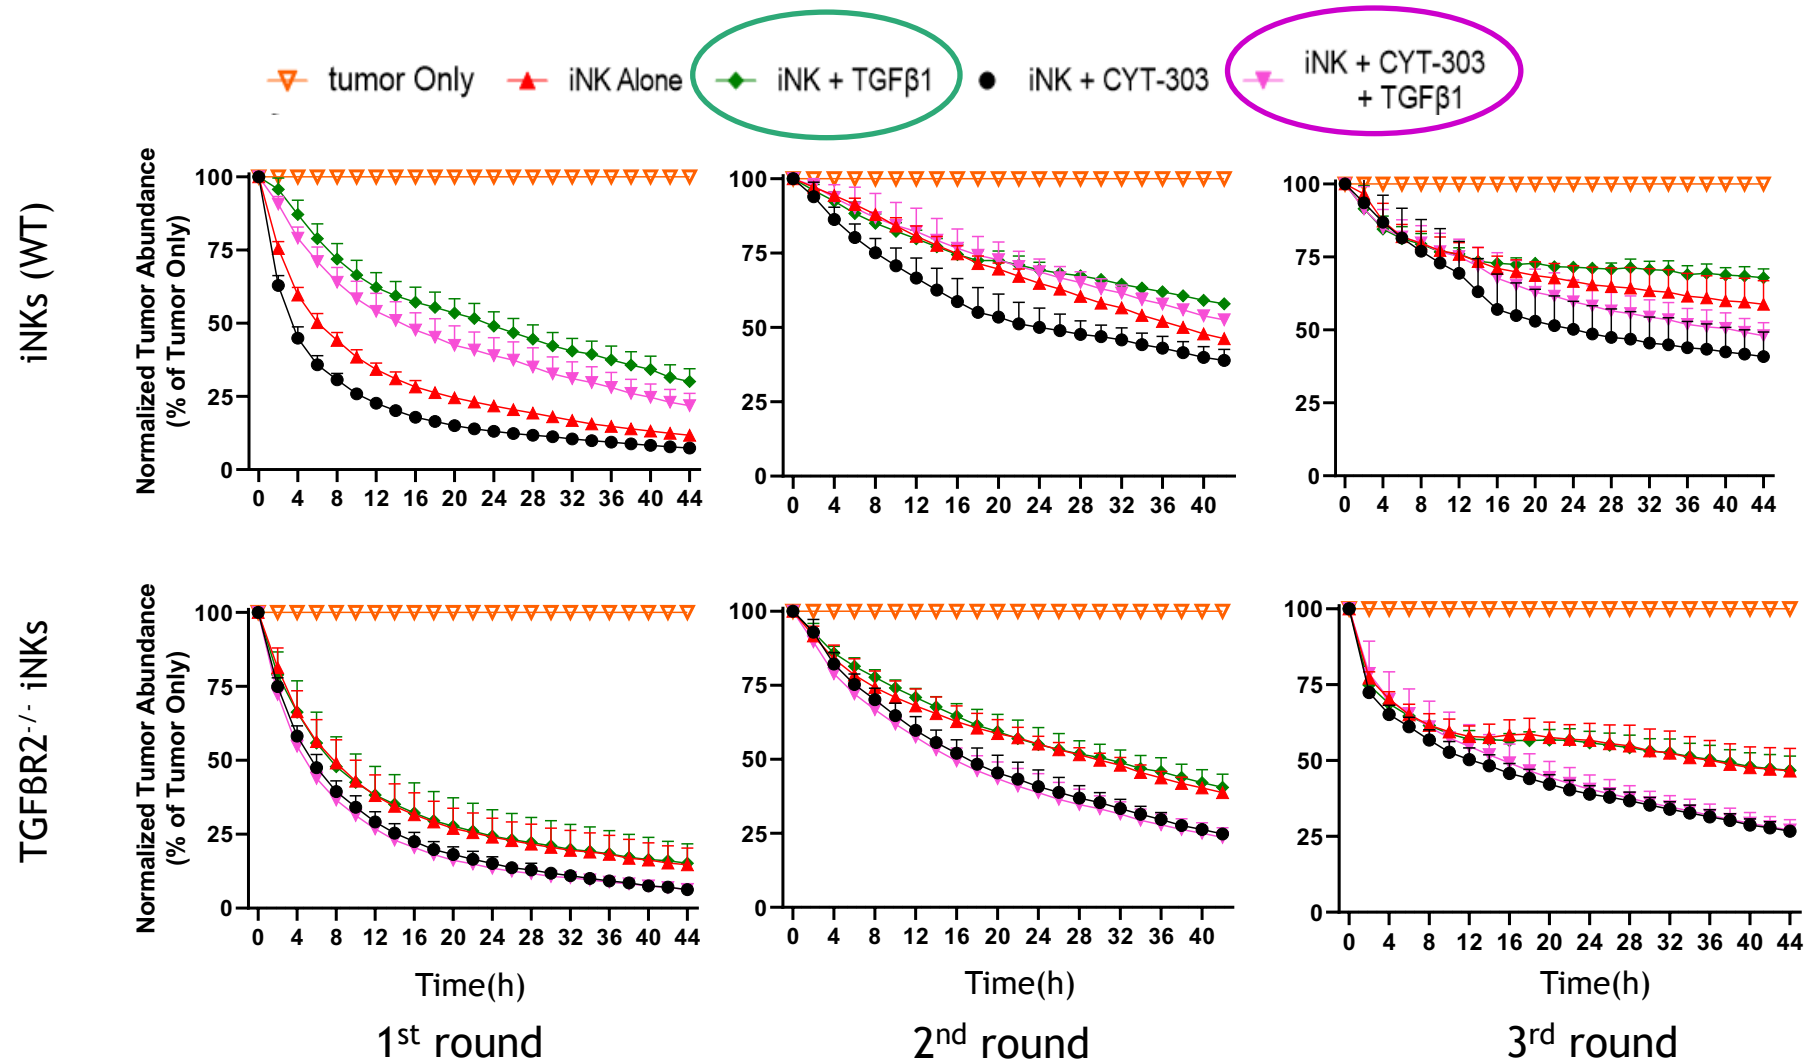 tumor Only
iNK Alone
iNK + TGFβ1
iNK + CYT-303
iNK + CYT-303
+ TGFβ1
iNKs (WT)
Normalized Tumor Abundance
(% of Tumor Only)
100
75
50
25
0
0 4 8 12 16 20 24 28 32 36 40 44
100
75
50
25
0
0 4 8 12 16 20 24 28 32 36 40
100
75
50
25
0
0 4 8 12 16 20 24 28 32 36 40 44
TGFβR2-/- iNKs
Normalized Tumor Abundance
(% of Tumor Only)
100
75
50
25
0
0 4 8 12 16 20 24 28 32 36 40 44
Time(h)
1st round
100
75
50
25
0
0 4 8 12 16 20 24 28 32 36 40
Time(h)
2nd round
100
75
50
25
0
0 4 8 12 16 20 24 28 32 36 40 44
Time(h)
3rd round